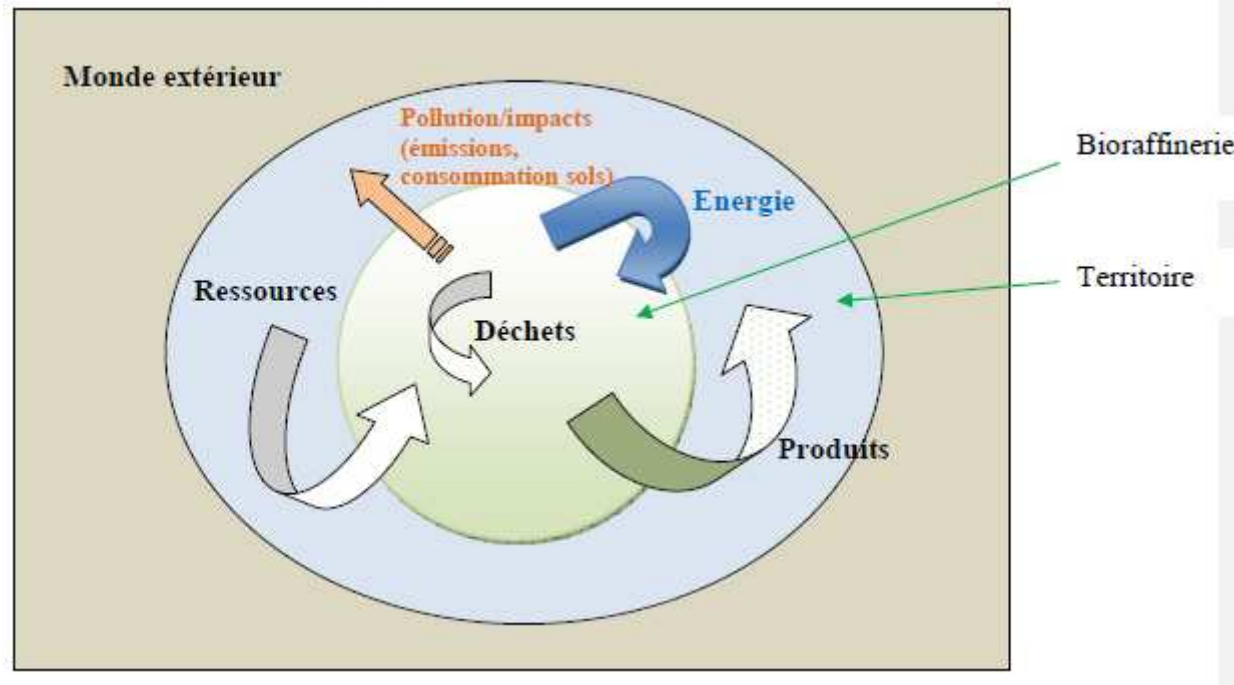 Monde extérieur
Pollution/impacts
(émissions,
consommation sols)
Energie
Bioraffinerie
Territoire
Ressources
Déchets
Produits